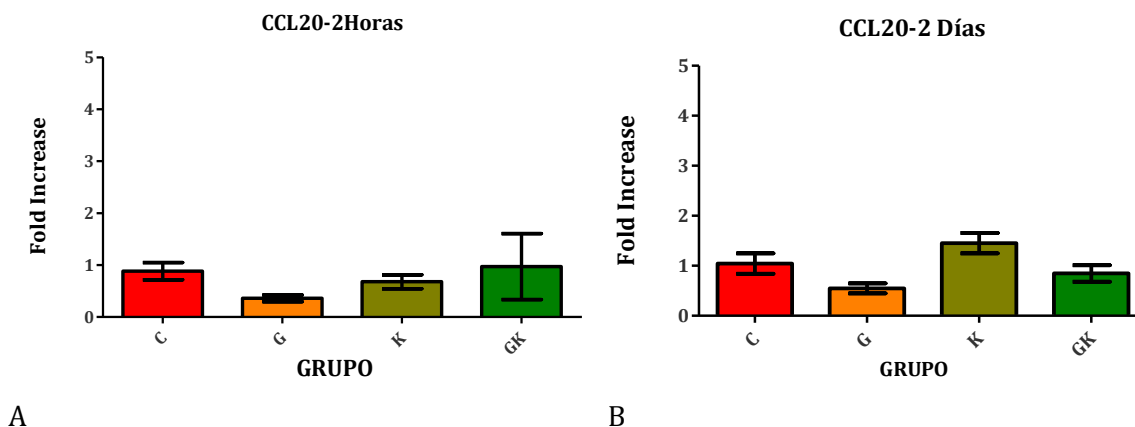 CCL20-2Horas
5
4
3
2
1
0
Fold Increase
C
G
K
GK
GRUPO
A
CCL20-2 Días
5
4
3
2
1
0
Fold Increase
C
G
K
GK
GRUPO
B